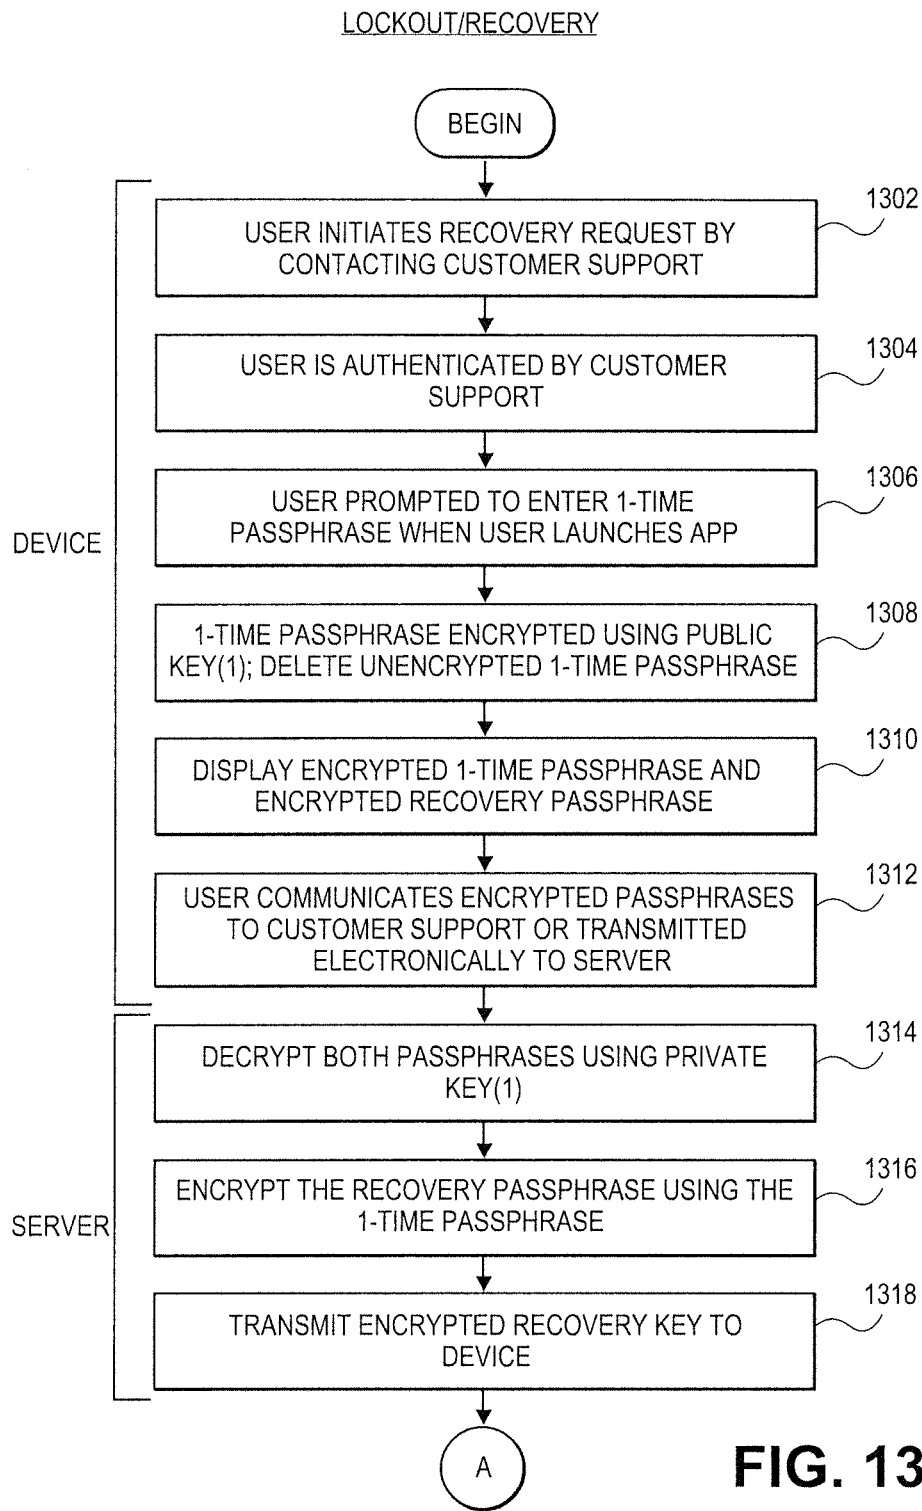 LOCKOUT/RECOVERY
BEGIN
1302
USER INITIATES RECOVERY REQUEST BY
CONTACTING CUSTOMER SUPPORT
1304
USER IS AUTHENTICATED BY CUSTOMER
SUPPORT
1306
USER PROMPTED TO ENTER 1-TIME
PASSPHRASE WHEN USER LAUNCHES APP
DEVICE
1308
1-TIME PASSPHRASE ENCRYPTED USING PUBLIC
KEY(1); DELETE UNENCRYPTED 1-TIME PASSPHRASE
1310
DISPLAY ENCRYPTED 1-TIME PASSPHRASE AND
ENCRYPTED RECOVERY PASSPHRASE
1312
USER COMMUNICATES ENCRYPTED PASSPHRASES
TO CUSTOMER SUPPORT OR TRANSMITTED
ELECTRONICALLY TO SERVER
1314
DECRYPT BOTH PASSPHRASES USING PRIVATE
KEY(1)
1316
ENCRYPT THE RECOVERY PASSPHRASE USING THE
1-TIME PASSPHRASE
SERVER
1318
TRANSMIT ENCRYPTED RECOVERY KEY TO
DEVICE
A
FIG. 13